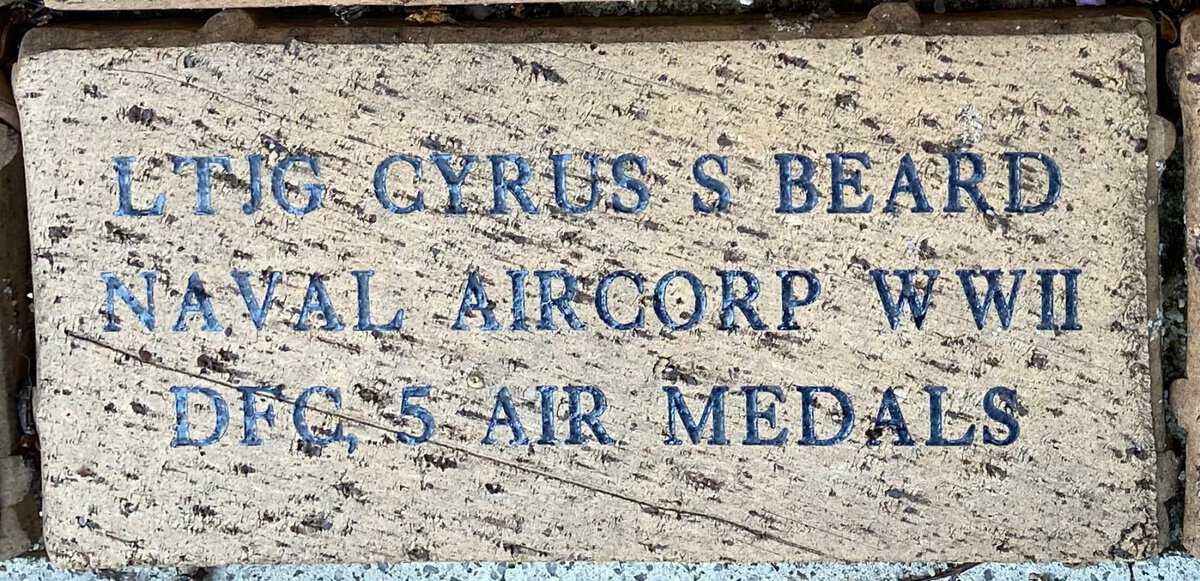 LTJG CYRUS S BEARD
NAVAL AIRCORP WWII
DFC, 5 AIR MEDALS